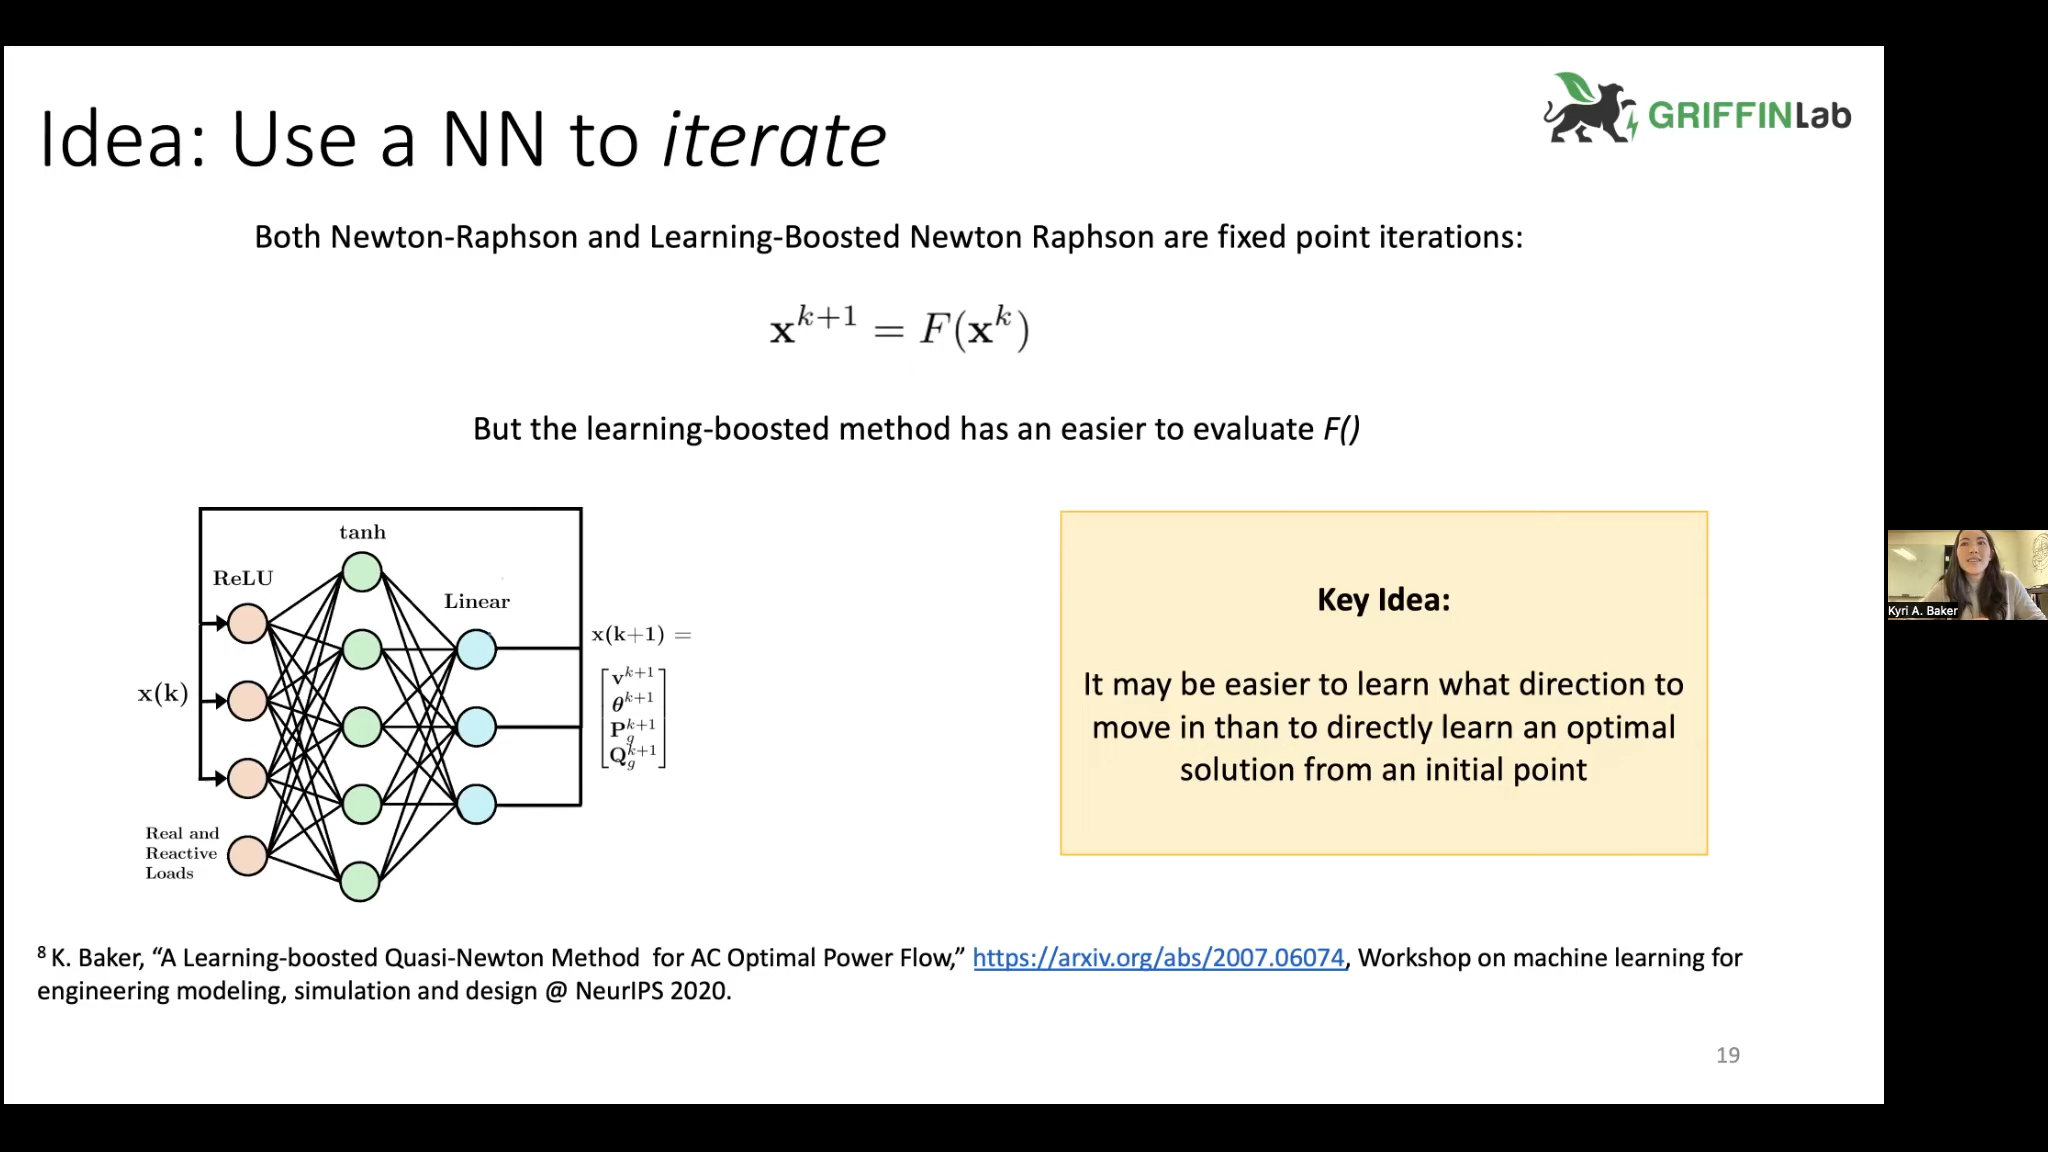 Idea: Use a NN to iterate
GRIFFINLab
Both Newton-Raphson and Learning-Boosted Newton Raphson are fixed point iterations:
x^{k+1} = F(x^k)
But the learning-boosted method has an easier to evaluate F()
tanh
ReLU
Linear
x(k+1) =
v^{k+1}
θ^{k+1}
P_g^{k+1}
Q_g^{k+1}
x(k)
Real and
Reactive
Loads
Key Idea:
It may be easier to learn what direction to
move in than to directly learn an optimal
solution from an initial point
Kyri A. Baker
8 K. Baker, “A Learning-boosted Quasi-Newton Method for AC Optimal Power Flow,” https://arxiv.org/abs/2007.06074, Workshop on machine learning for
engineering modeling, simulation and design @ NeurIPS 2020.
19